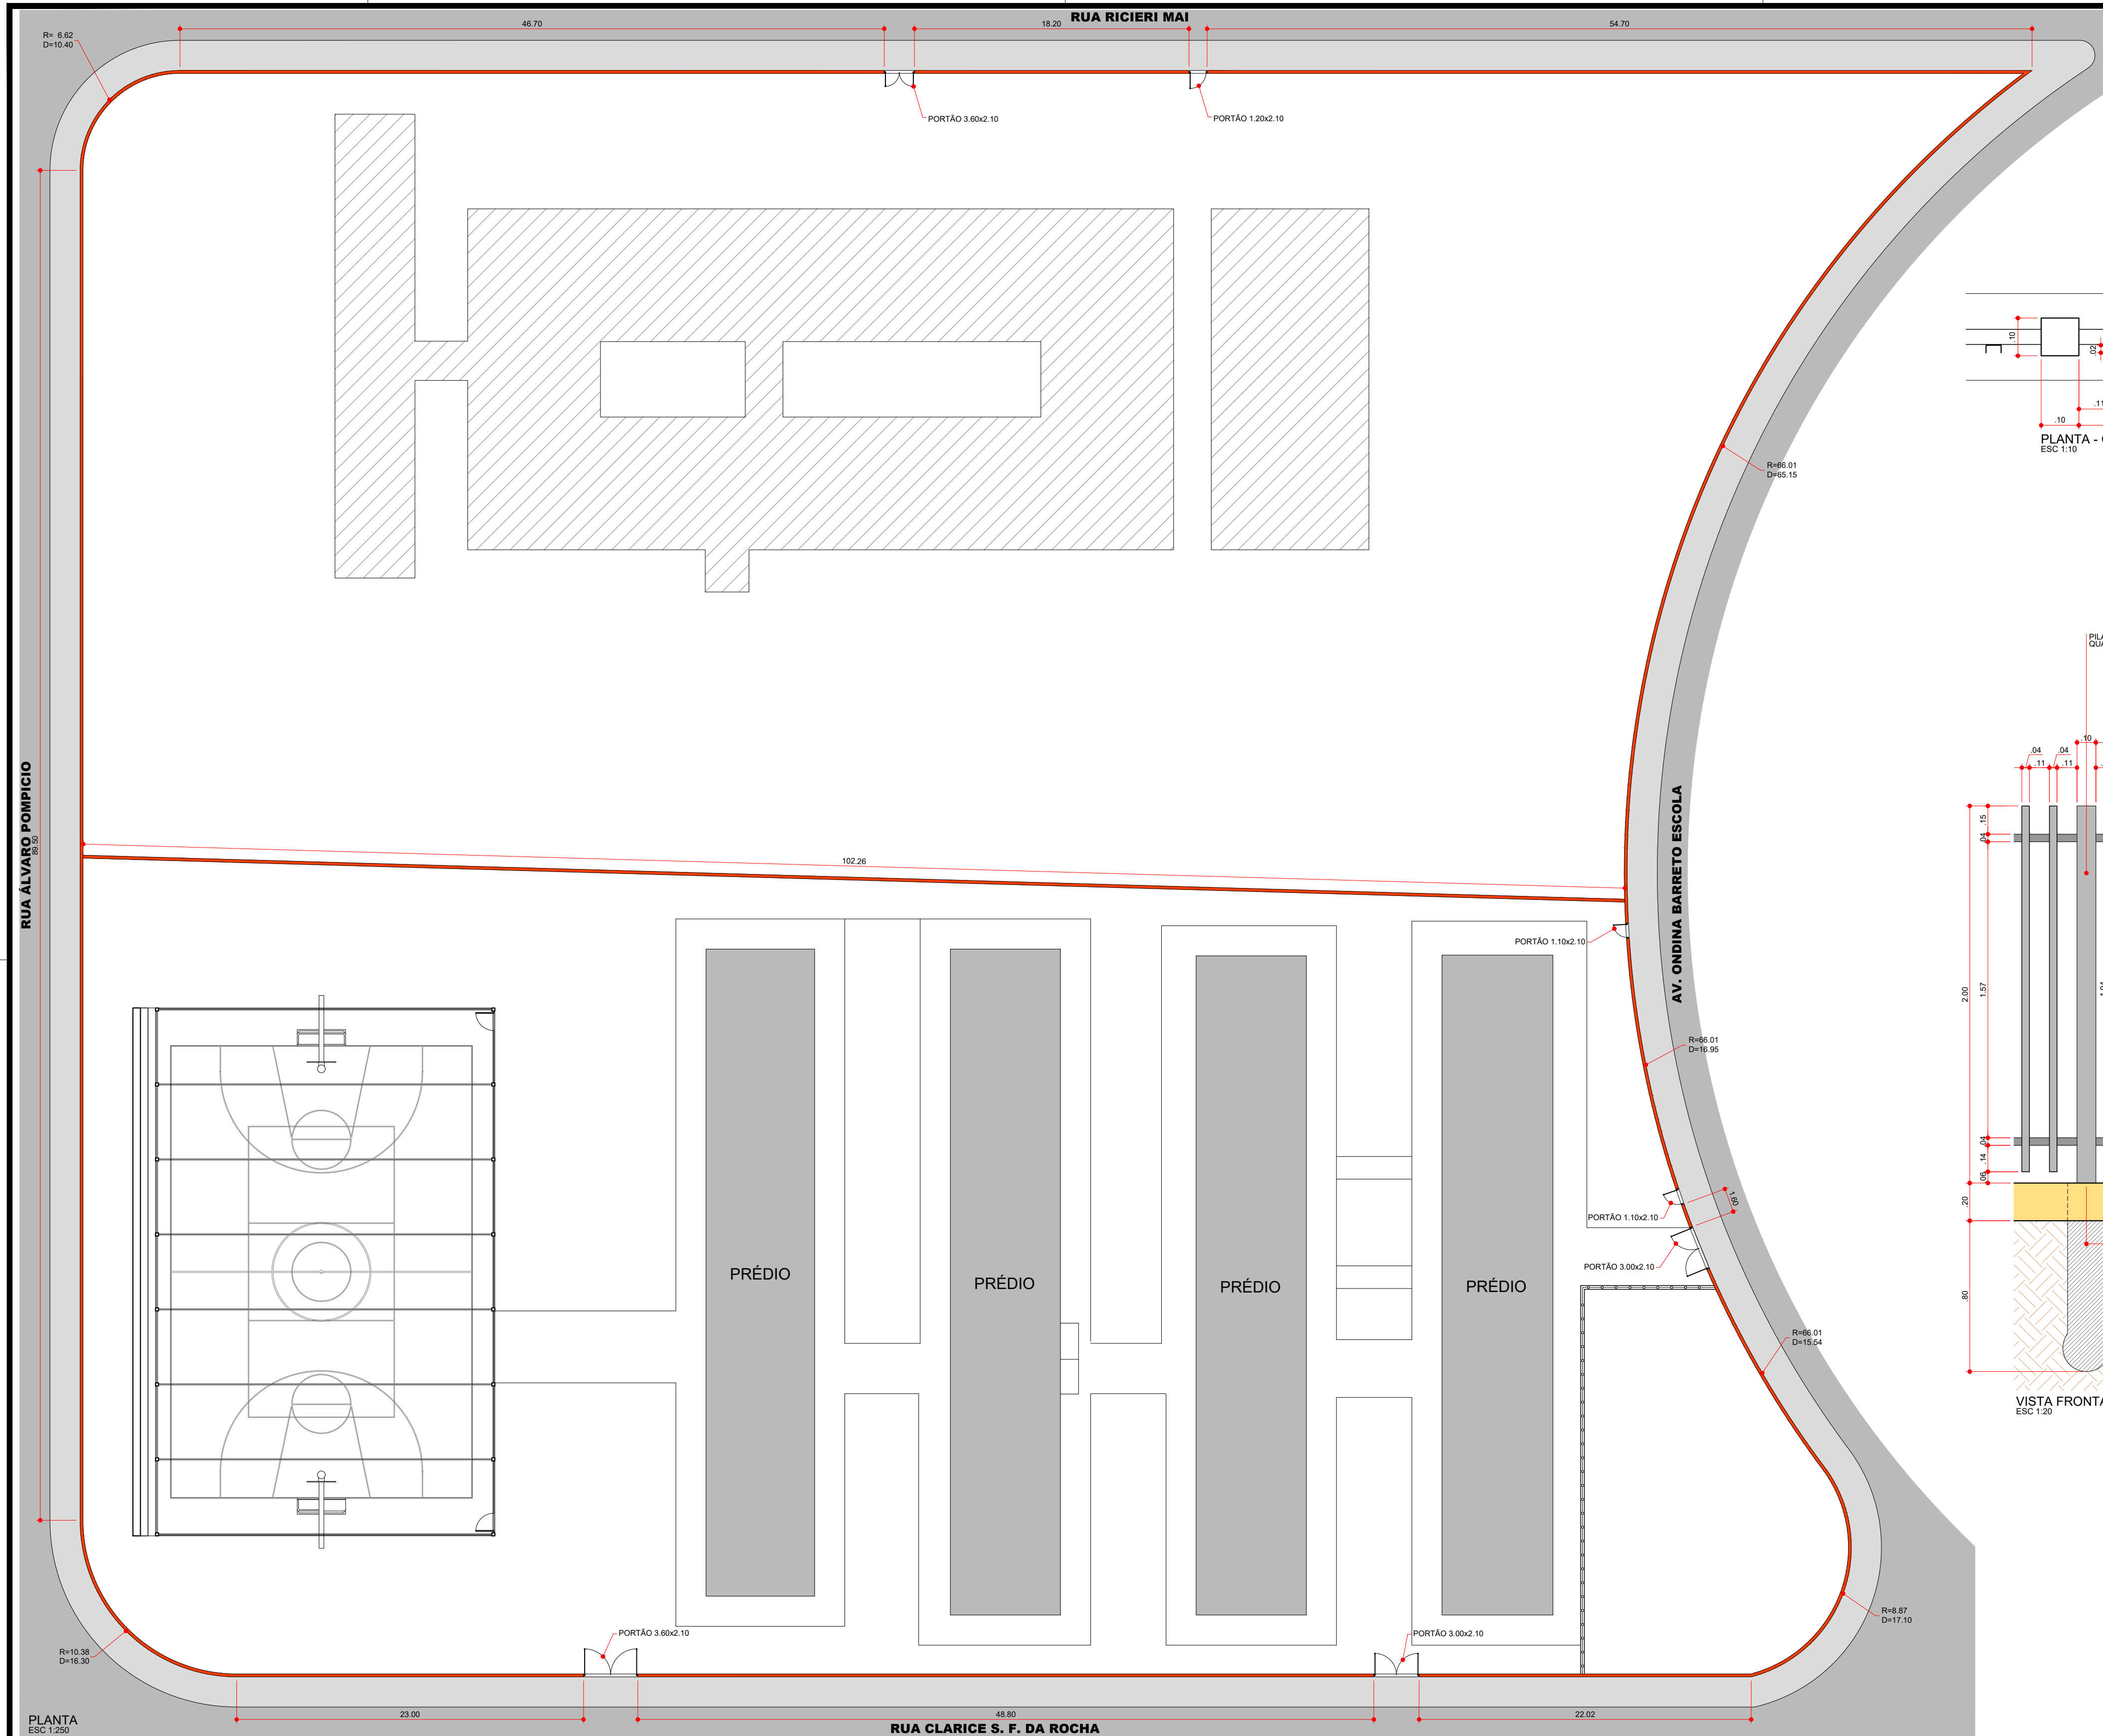 46.70
18.20
RUA RICIERI MAI
54.70
R= 6.62
D=10.40
PORTÃO 3.60x2.10
PORTÃO 1.20x2.10
.10
.02
.11
.10
PLANTA -
ESC 1:10
R=66.01
D=65.15
RUA ÁLVARO POMPICIO
89.50
102.26
AV. ONDINA BARRETO ESCOLA
PORTÃO 1.10x2.10
R=66.01
D=16.95
.10
.04
.04
.11
.11
.15
.04
2.00
1.57
.04
.14
.06
.20
.80
VISTA FRONTA
ESC 1:20
1.60
PORTÃO 1.10x2.10
PORTÃO 3.00x2.10
PRÉDIO
PRÉDIO
PRÉDIO
PRÉDIO
R=66.01
D=15.54
R=8.87
D=17.10
R=10.38
D=16.30
PORTÃO 3.60x2.10
PORTÃO 3.00x2.10
PLANTA
ESC 1:250
23.00
48.80
RUA CLARICE S. F. DA ROCHA
22.02